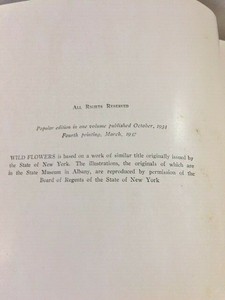 All Rights Reserved
Popular edition in one volume published October, 1935
Fourth printing, March, 1937
WILD FLOWERS is based on a work of similar title originally issued by
the State of New York. The illustrations, the originals of which are
in the State Museum in Albany, are reproduced by permission of the
Board of Regents of the State of New York